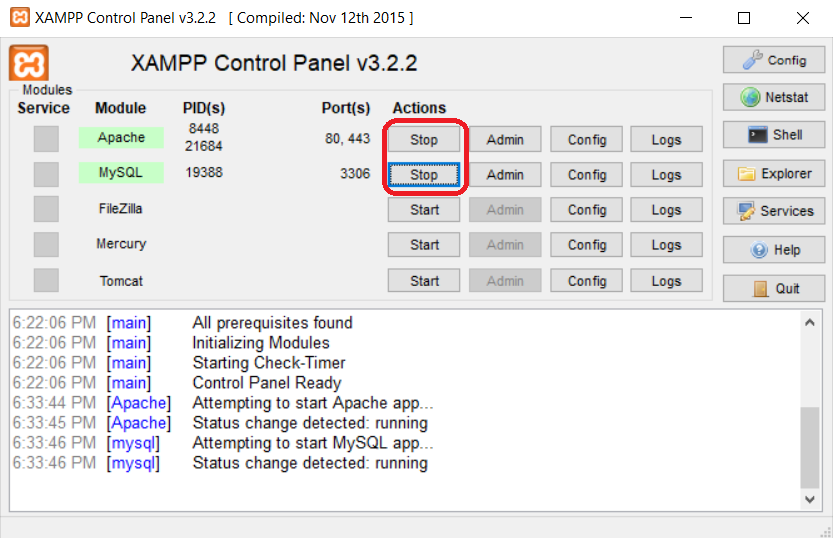 XAMPP Control Panel v3.2.2 [ Compiled: Nov 12th 2015 ]
XAMPP Control Panel v3.2.2
Config
Modules
Service Module PID(s) Port(s) Actions
Netstat
Apache 8448 21684 80, 443 Stop Admin Config Logs
Shell
MySQL 19388 3306 Stop Admin Config Logs
Explorer
FileZilla Start Admin Config Logs
Services
Mercury Start Admin Config Logs
Help
Tomcat Start Admin Config Logs
Quit
6:22:06 PM [main] All prerequisites found
6:22:06 PM [main] Initializing Modules
6:22:06 PM [main] Starting Check-Timer
6:22:06 PM [main] Control Panel Ready
6:33:44 PM [Apache] Attempting to start Apache app...
6:33:45 PM [Apache] Status change detected: running
6:33:46 PM [mysql] Attempting to start MySQL app...
6:33:46 PM [mysql] Status change detected: running